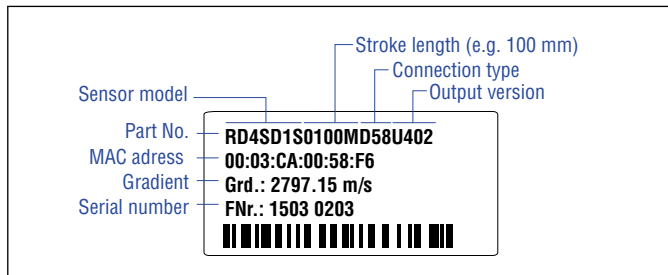 Stroke length (e.g. 100 mm)
Connection type
Output version
Sensor model
Part No.
RD4SD1S0100MD58U402
MAC adress
00:03:CA:00:58:F6
Gradient
Grd.: 2797.15 m/s
Serial number
FNr.: 1503 0203